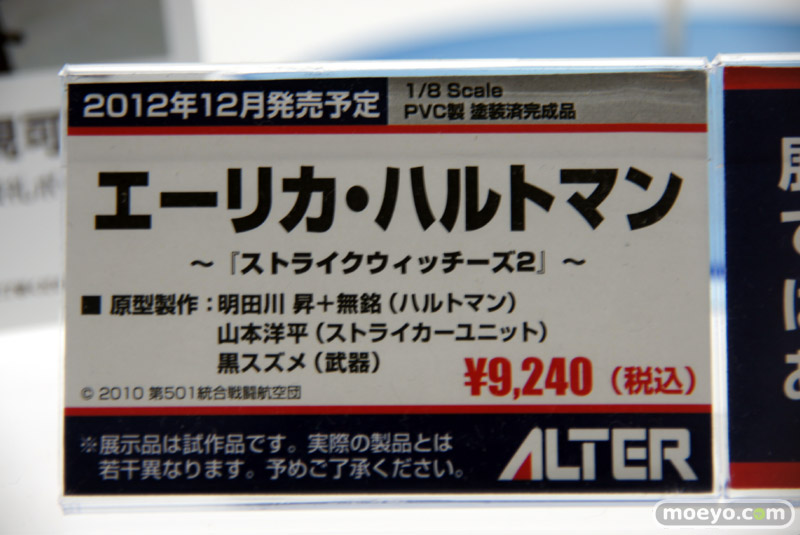 2012年12月発売予定
1/8 Scale
PVC製 塗装済完成品
エーリカ・ハルトマン
～『ストライクウィッチーズ2』～
■ 原型製作：明田川 昇＋無銘（ハルトマン）
山本洋平（ストライカーユニット）
黒スズメ（武器）
¥9,240（税込）
© 2010 第501統合戦闘航空団
※展示品は試作品です。実際の製品とは
若干異なります。予めご了承ください。
ALTER
moeyo.com